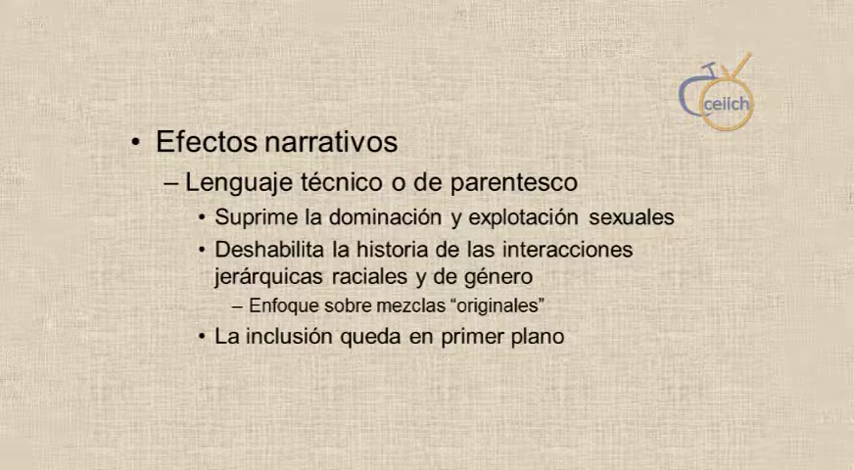 ceiich
• Efectos narrativos
– Lenguaje técnico o de parentesco
• Suprime la dominación y explotación sexuales
• Deshabilita la historia de las interacciones
jerárquicas raciales y de género
– Enfoque sobre mezclas “originales”
• La inclusión queda en primer plano